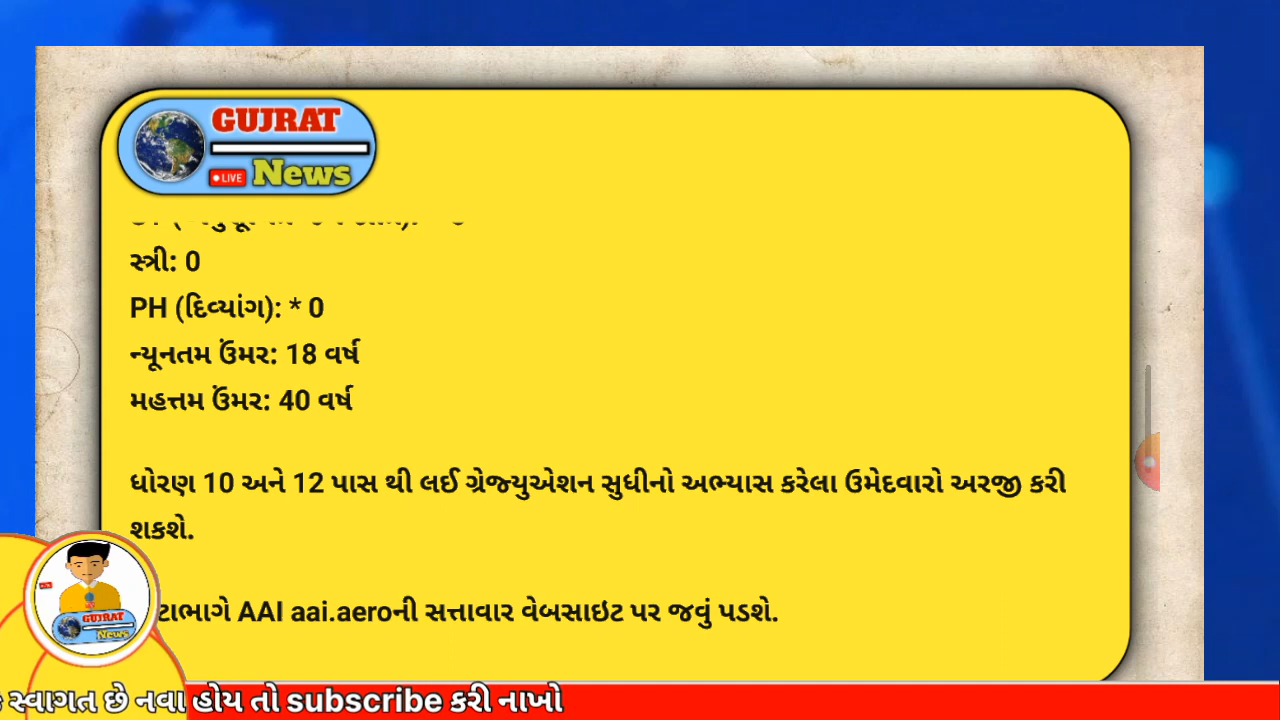 GUJRAT
LIVE News
સ્ત્રી: 0
PH (દિવ્યાંગ): * 0
ન્યૂનતમ ઉંમર: 18 વર્ષ
મહત્તમ ઉંમર: 40 વર્ષ
ધોરણ 10 અને 12 પાસ થી લઈ ગ્રેજ્યુએશન સુધીનો અભ્યાસ કરેલા ઉમેદવારો અરજી કરી
શકશે.
AAI aai.aeroની સત્તાવાર વેબસાઇટ પર જવું પડશે.
GUJRAT
News
સ્વાગત છે નવા હોય તો subscribe કરી નાખો